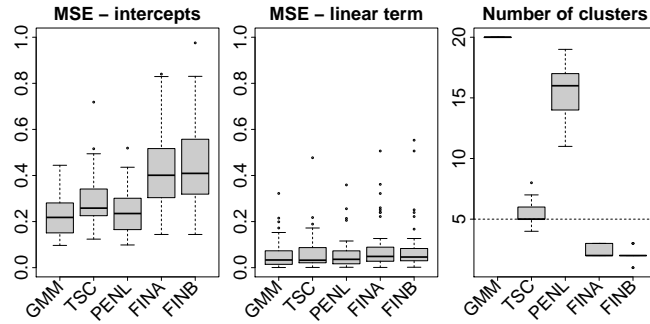 MSE – intercepts
1.0
0.8
0.6
0.4
0.2
0.0
GMM
TSC
PENL
FINA
FINB
MSE – linear term
1.0
0.8
0.6
0.4
0.2
0.0
GMM
TSC
PENL
FINA
FINB
Number of clusters
20
15
10
5
GMM
TSC
PENL
FINA
FINB